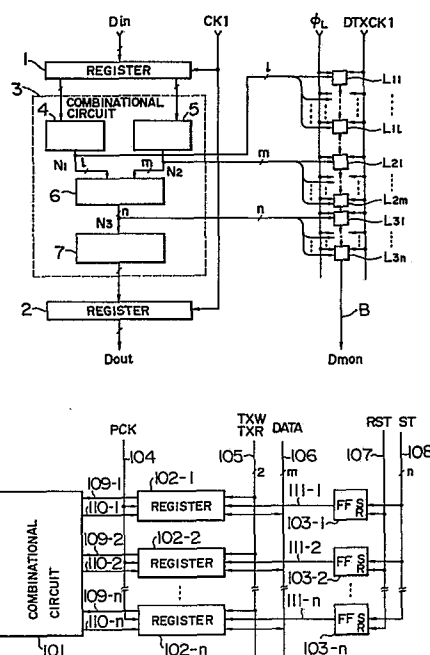 Din CK1 φL DTXCK1
1 REGISTER
L11
3 COMBINATIONAL CIRCUIT
4 5
l
L1l
N1 l m N2
m
L21
6
L2m
N3 n
n
L31
7
L3n
2 REGISTER
B
Dout Dmon
PCK TXW TXR DATA RST ST
104 105 106 107 108
2 m n
109-1 102-1
REGISTER 111-1 FF S R
110-1 103-1
109-2 102-2
REGISTER 111-2 FF S R
110-2 103-2
109-n 111-n
REGISTER FF S R
110-n 102-n 103-n
COMBINATIONAL CIRCUIT
101